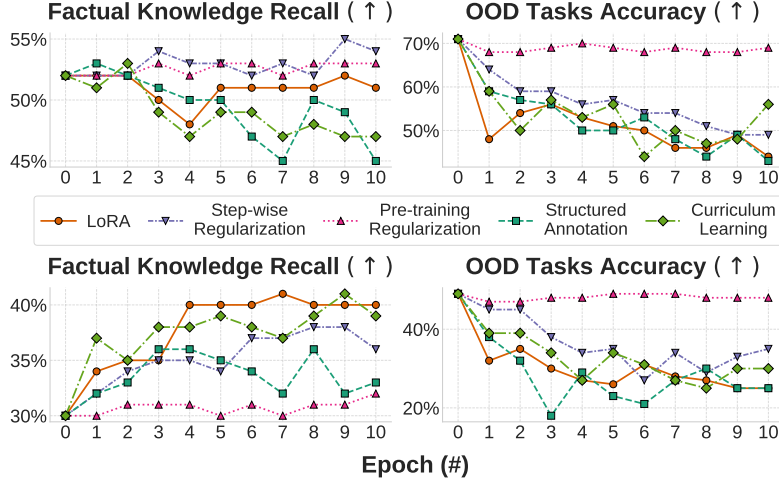 Factual Knowledge Recall ( ↑ )
OOD Tasks Accuracy ( ↑ )
55%
50%
45%
0 1 2 3 4 5 6 7 8 9 10
70%
60%
50%
0 1 2 3 4 5 6 7 8 9 10
LoRA
Step-wise
Regularization
Pre-training
Regularization
Structured
Annotation
Curriculum
Learning
Factual Knowledge Recall ( ↑ )
OOD Tasks Accuracy ( ↑ )
40%
35%
30%
0 1 2 3 4 5 6 7 8 9 10
40%
20%
0 1 2 3 4 5 6 7 8 9 10
Epoch (#)